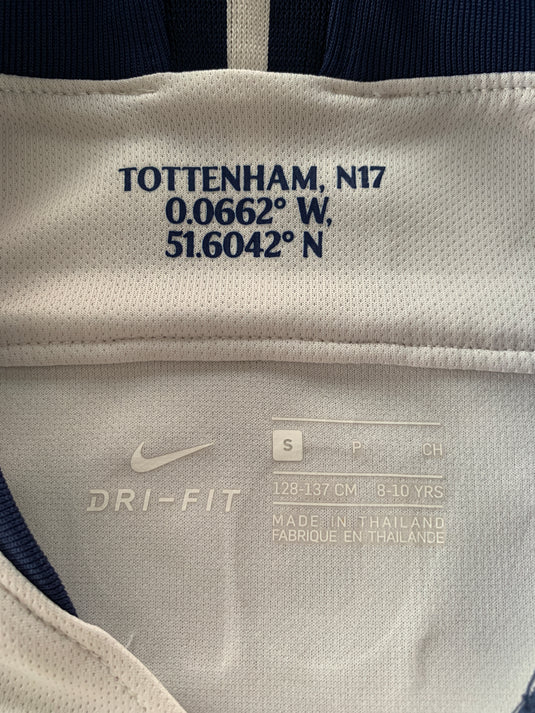 TOTTENHAM, N17
0.0662° W,
51.6042° N
DRI-FIT
S P CH
128-137 CM 8-10 YRS
MADE IN THAILAND
FABRIQUE EN THAILANDE